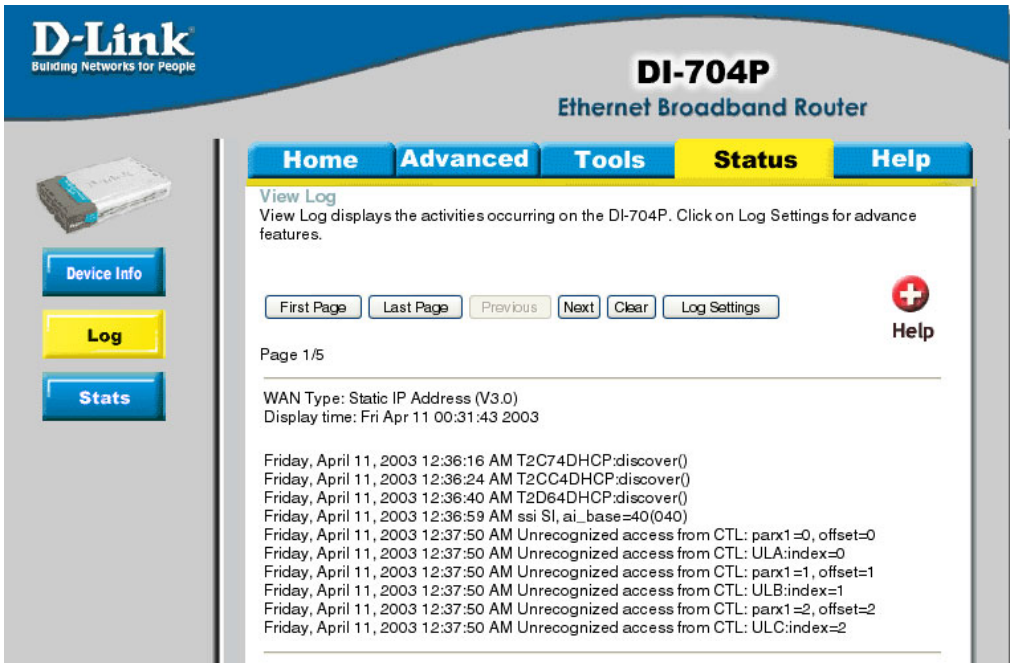 D-Link
Building Networks for People
DI-704P
Ethernet Broadband Router
Home Advanced Tools Status Help
Device Info
Log
Stats
View Log
View Log displays the activities occurring on the DI-704P. Click on Log Settings for advance
features.
First Page Last Page Previous Next Clear Log Settings
Help
Page 1/5
WAN Type: Static IP Address (V3.0)
Display time: Fri Apr 11 00:31:43 2003
Friday, April 11, 2003 12:36:16 AM T2C74DHCP:discover()
Friday, April 11, 2003 12:36:24 AM T2CC4DHCP:discover()
Friday, April 11, 2003 12:36:40 AM T2D64DHCP:discover()
Friday, April 11, 2003 12:36:59 AM ssi SI, ai_base=40(040)
Friday, April 11, 2003 12:37:50 AM Unrecognized access from CTL: parx1=0, offset=0
Friday, April 11, 2003 12:37:50 AM Unrecognized access from CTL: ULA:index=0
Friday, April 11, 2003 12:37:50 AM Unrecognized access from CTL: parx1=1, offset=1
Friday, April 11, 2003 12:37:50 AM Unrecognized access from CTL: ULB:index=1
Friday, April 11, 2003 12:37:50 AM Unrecognized access from CTL: parx1=2, offset=2
Friday, April 11, 2003 12:37:50 AM Unrecognized access from CTL: ULC:index=2